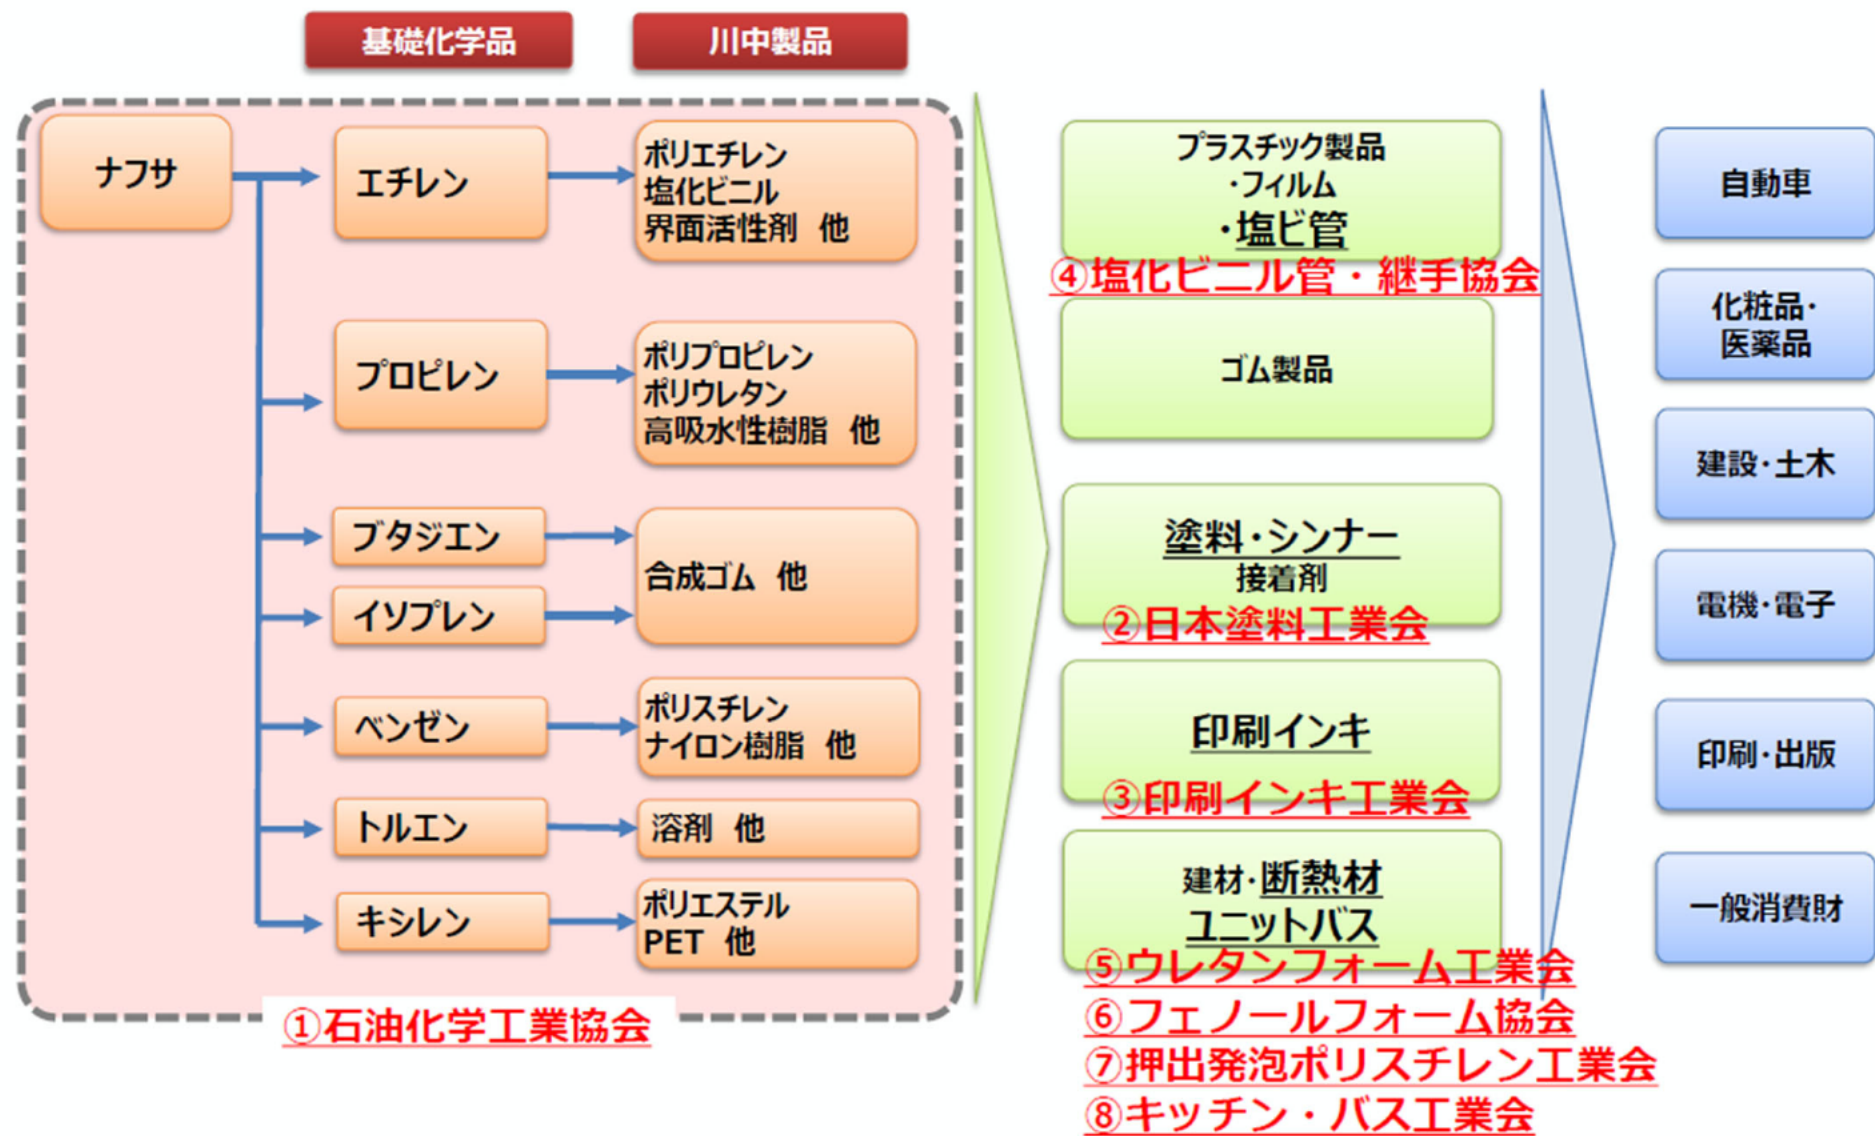 基礎化学品
川中製品
ナフサ
エチレン
ポリエチレン
塩化ビニル
界面活性剤 他
プロピレン
ポリプロピレン
ポリウレタン
高吸水性樹脂 他
ブタジエン
イソプレン
合成ゴム 他
ベンゼン
ポリスチレン
ナイロン樹脂 他
トルエン
溶剤 他
キシレン
ポリエステル
PET 他
①石油化学工業協会
プラスチック製品
・フィルム
・塩ビ管
④塩化ビニル管・継手協会
ゴム製品
塗料・シンナー
接着剤
②日本塗料工業会
印刷インキ
③印刷インキ工業会
建材・断熱材
ユニットバス
⑤ウレタンフォーム工業会
⑥フェノールフォーム協会
⑦押出発泡ポリスチレン工業会
⑧キッチン・バス工業会
自動車
化粧品・
医薬品
建設・土木
電機・電子
印刷・出版
一般消費財